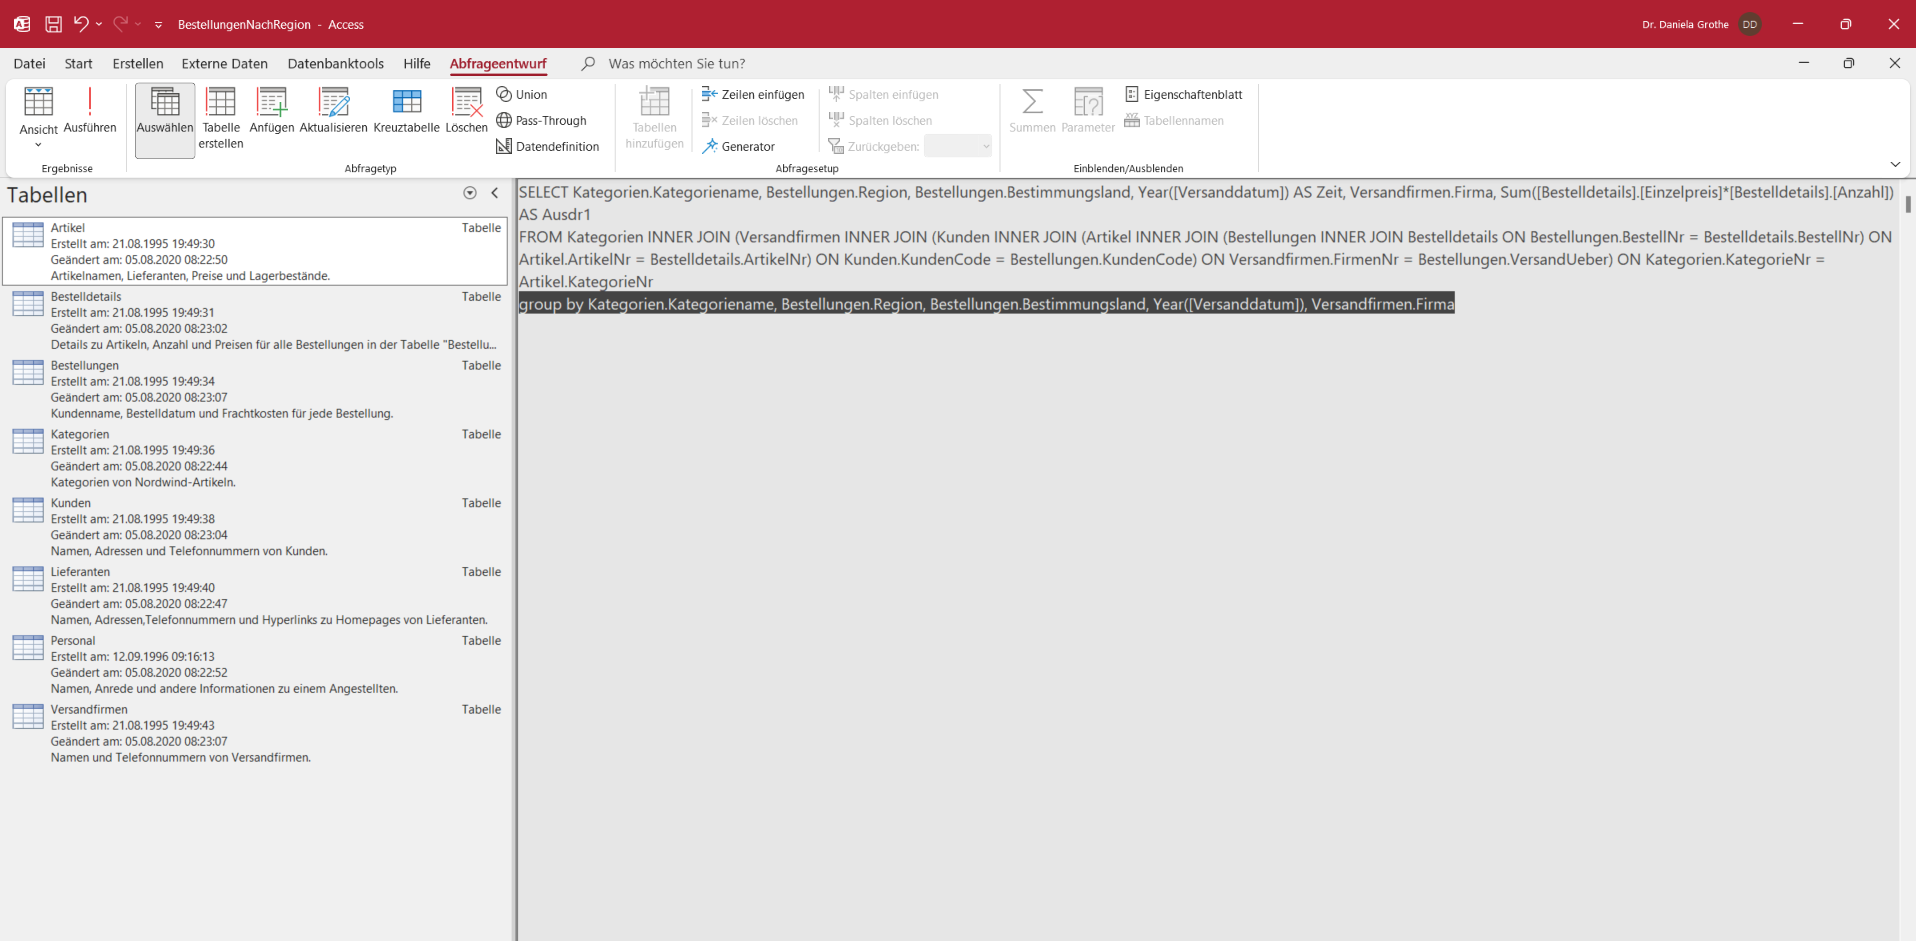 BestellungenNachRegion - Access
Dr. Daniela Grothe DD
Datei Start Erstellen Externe Daten Datenbanktools Hilfe Abfrageentwurf Was möchten Sie tun?
Ansicht
Ausführen
Ergebnisse
Auswählen
Tabelle
erstellen
Anfügen
Aktualisieren
Kreuztabelle
Löschen
Union
Pass-Through
Datendefinition
Abfragetyp
Tabellen
hinzufügen
Zeilen einfügen
Zeilen löschen
Generator
Spalten einfügen
Spalten löschen
Zurückgeben:
Abfragesetup
Summen
Parameter
Eigenschaftenblatt
Tabellennamen
Einblenden/Ausblenden
Tabellen
Artikel Tabelle
Erstellt am: 21.08.1995 19:49:30
Geändert am: 05.08.2020 08:22:50
Artikelnamen, Lieferanten, Preise und Lagerbestände.
Bestelldetails Tabelle
Erstellt am: 21.08.1995 19:49:31
Geändert am: 05.08.2020 08:23:02
Details zu Artikeln, Anzahl und Preisen für alle Bestellungen in der Tabelle "Bestellu...
Bestellungen Tabelle
Erstellt am: 21.08.1995 19:49:34
Geändert am: 05.08.2020 08:23:07
Kundenname, Bestelldatum und Frachtkosten für jede Bestellung.
Kategorien Tabelle
Erstellt am: 21.08.1995 19:49:36
Geändert am: 05.08.2020 08:22:44
Kategorien von Nordwind-Artikeln.
Kunden Tabelle
Erstellt am: 21.08.1995 19:49:38
Geändert am: 05.08.2020 08:23:04
Namen, Adressen und Telefonnummern von Kunden.
Lieferanten Tabelle
Erstellt am: 21.08.1995 19:49:40
Geändert am: 05.08.2020 08:22:47
Namen, Adressen,Telefonnummern und Hyperlinks zu Homepages von Lieferanten.
Personal Tabelle
Erstellt am: 12.09.1996 09:16:13
Geändert am: 05.08.2020 08:22:52
Namen, Anrede und andere Informationen zu einem Angestellten.
Versandfirmen Tabelle
Erstellt am: 21.08.1995 19:49:43
Geändert am: 05.08.2020 08:23:07
Namen und Telefonnummern von Versandfirmen.
SELECT Kategorien.Kategoriename, Bestellungen.Region, Bestellungen.Bestimmungsland, Year([Versanddatum]) AS Zeit, Versandfirmen.Firma, Sum([Bestelldetails].[Einzelpreis]*[Bestelldetails].[Anzahl])
AS Ausdr1
FROM Kategorien INNER JOIN (Versandfirmen INNER JOIN (Kunden INNER JOIN (Artikel INNER JOIN (Bestellungen INNER JOIN Bestelldetails ON Bestellungen.BestellNr = Bestelldetails.BestellNr) ON
Artikel.ArtikelNr = Bestelldetails.ArtikelNr) ON Kunden.KundenCode = Bestellungen.KundenCode) ON Versandfirmen.FirmenNr = Bestellungen.VersandUeber) ON Kategorien.KategorieNr =
Artikel.KategorieNr
group by Kategorien.Kategoriename, Bestellungen.Region, Bestellungen.Bestimmungsland, Year([Versanddatum]), Versandfirmen.Firma